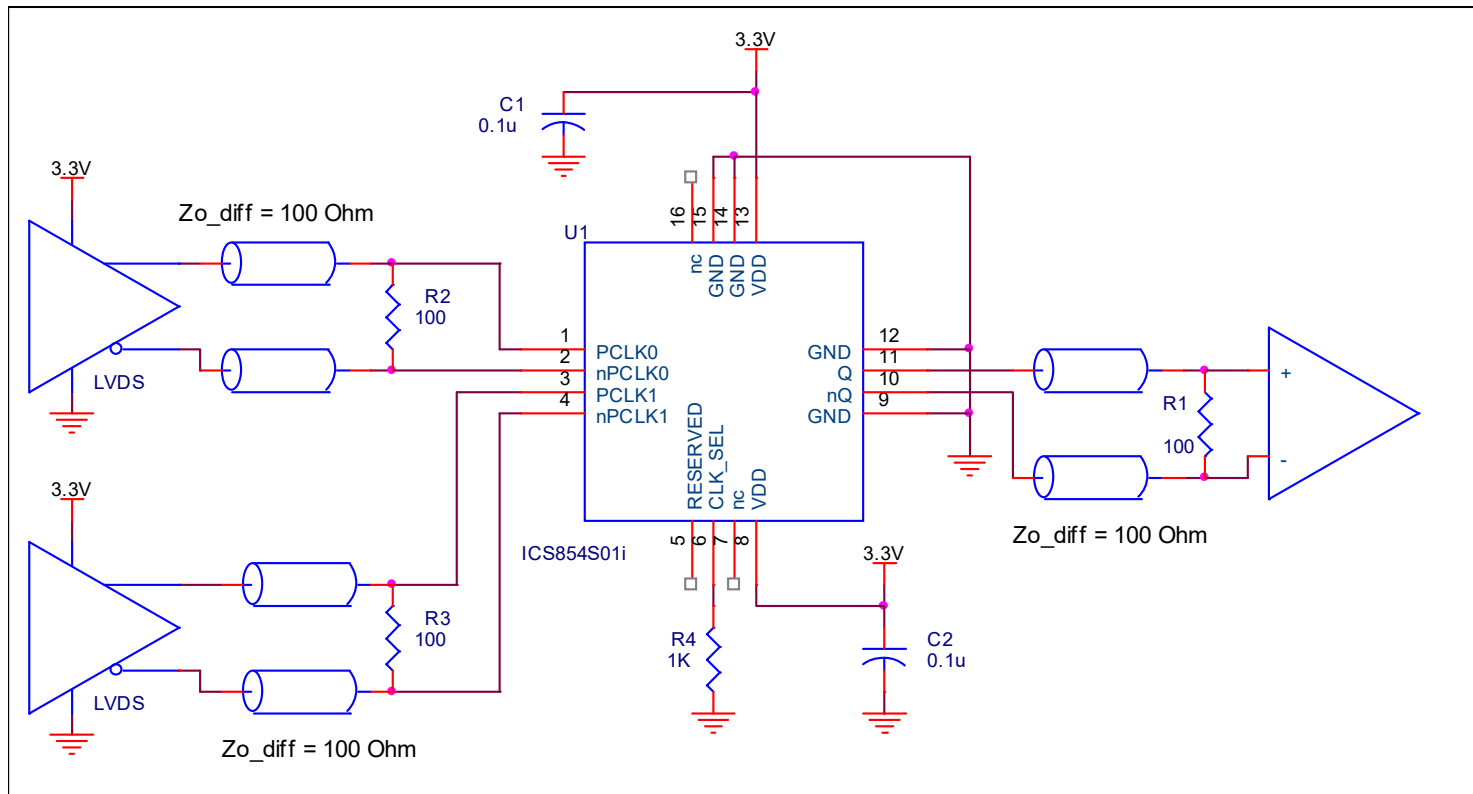 3.3V
C1
0.1u
3.3V
Zo_diff = 100 Ohm
16
15
14
13
U1
nc
GND
GND
VDD
R2
100
LVDS
1
2
3
4
PCLK0
nPCLK0
PCLK1
nPCLK1
GND
Q
nQ
GND
12
11
10
9
+
-
R1
100
RESERVED
CLK_SEL
nc
VDD
5
6
7
8
ICS854S01i
Zo_diff = 100 Ohm
3.3V
3.3V
R3
100
LVDS
Zo_diff = 100 Ohm
R4
1K
C2
0.1u